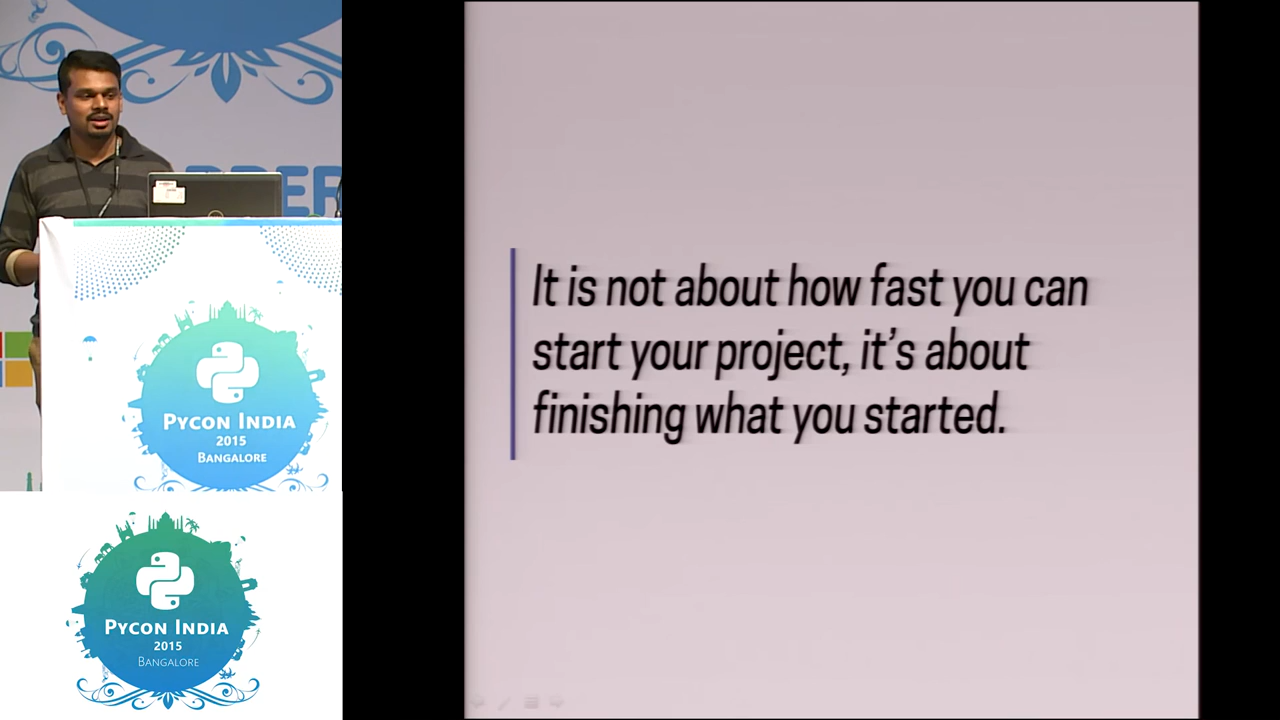 PYCON INDIA
2015
BANGALORE
PYCON INDIA
2015
BANGALORE
It is not about how fast you can
start your project, it’s about
finishing what you started.